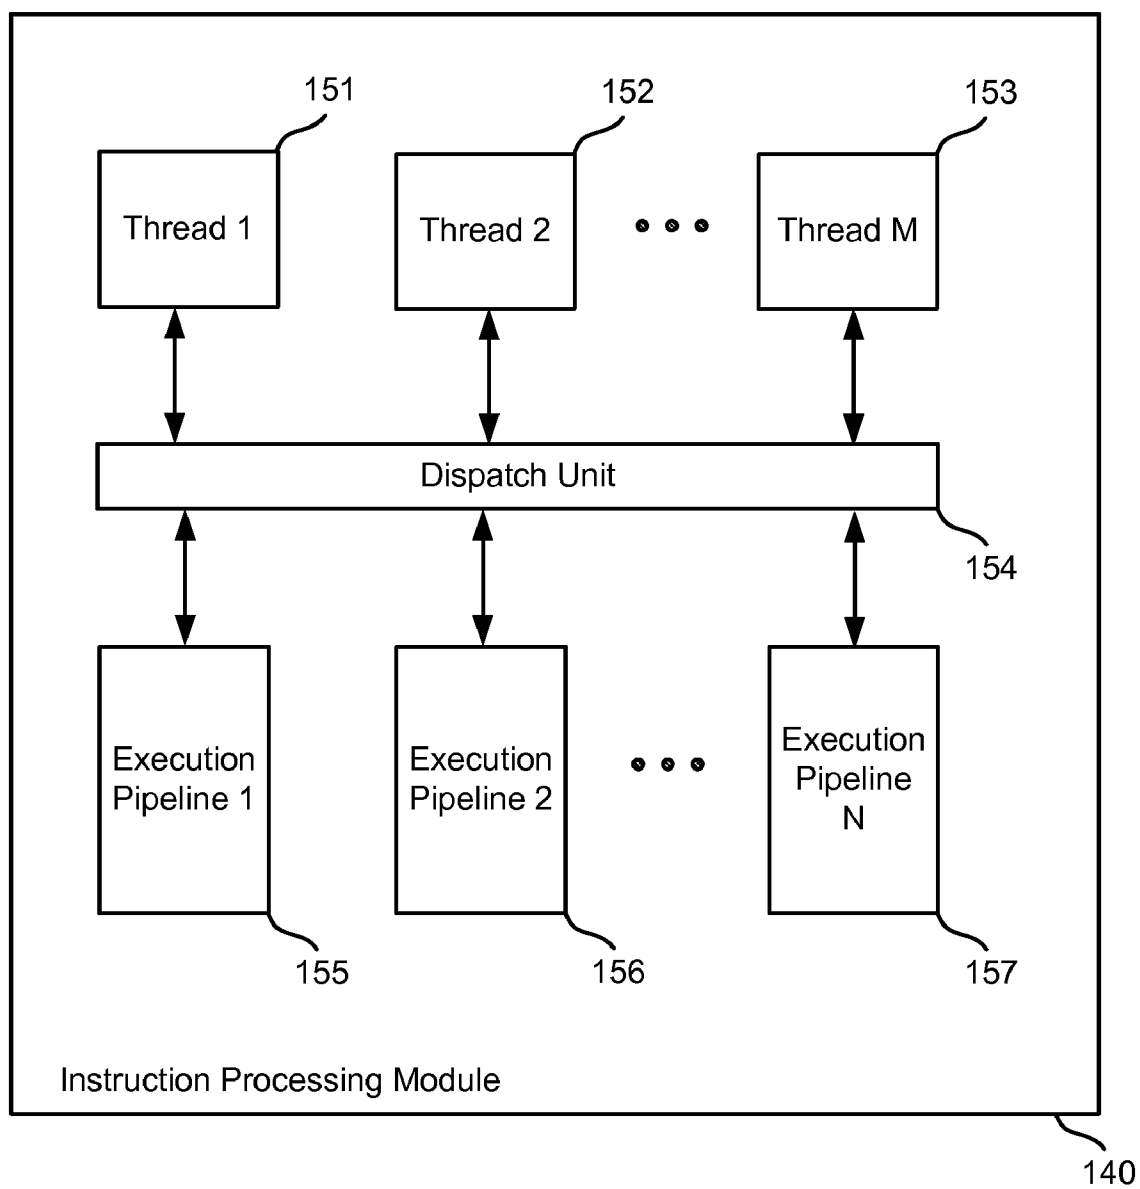 151
152
153
Thread 1
Thread 2
Thread M
Dispatch Unit
154
Execution
Pipeline 1
Execution
Pipeline 2
Execution
Pipeline
N
155
156
157
Instruction Processing Module
140